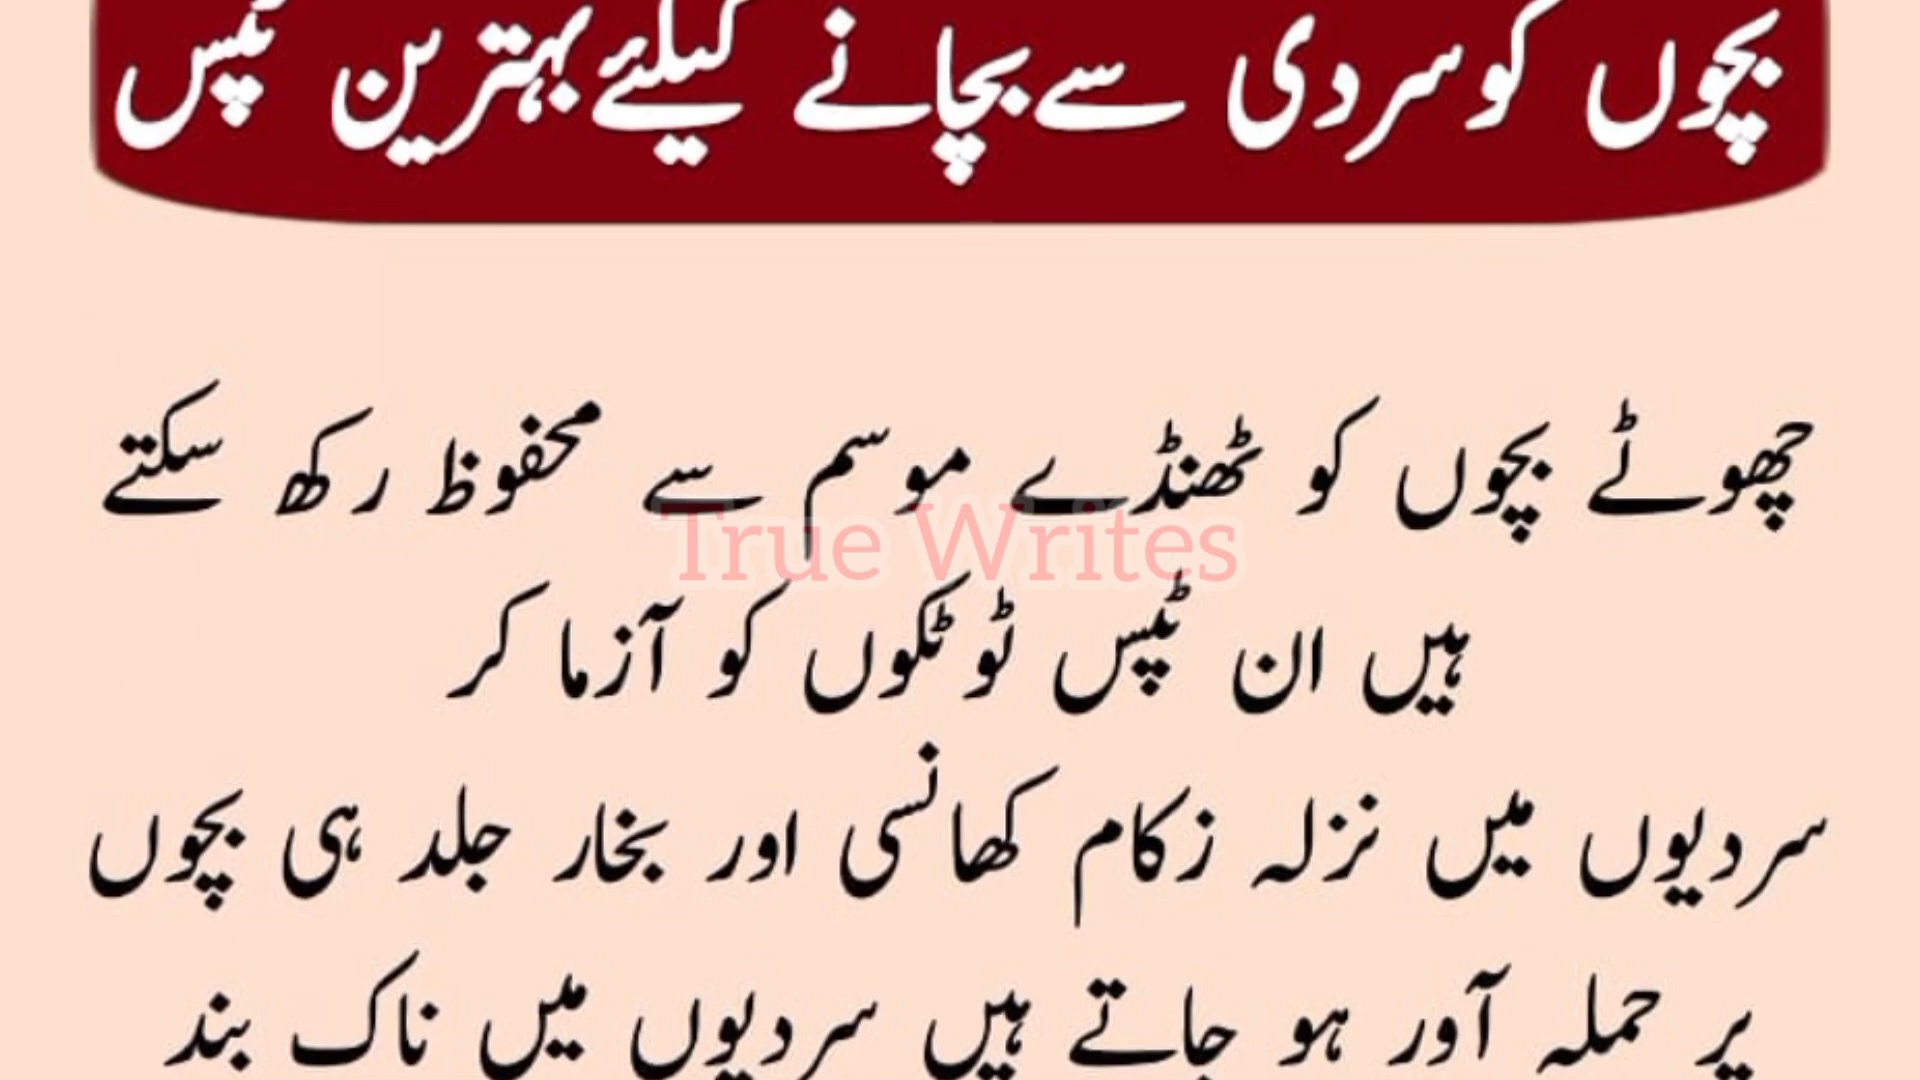 بچوں کو سردی سے بچانے کیلئے بہترین ٹپس
چھوٹے بچوں کو ٹھنڈے موسم سے محفوظ رکھ سکتے
True Writes
ہیں ان ٹپس ٹوٹکوں کو آزما کر
سردیوں میں نزلہ زکام کھانسی اور بخار جلد ہی بچوں
پر حملہ آور ہو جاتے ہیں سردیوں میں ناک بند